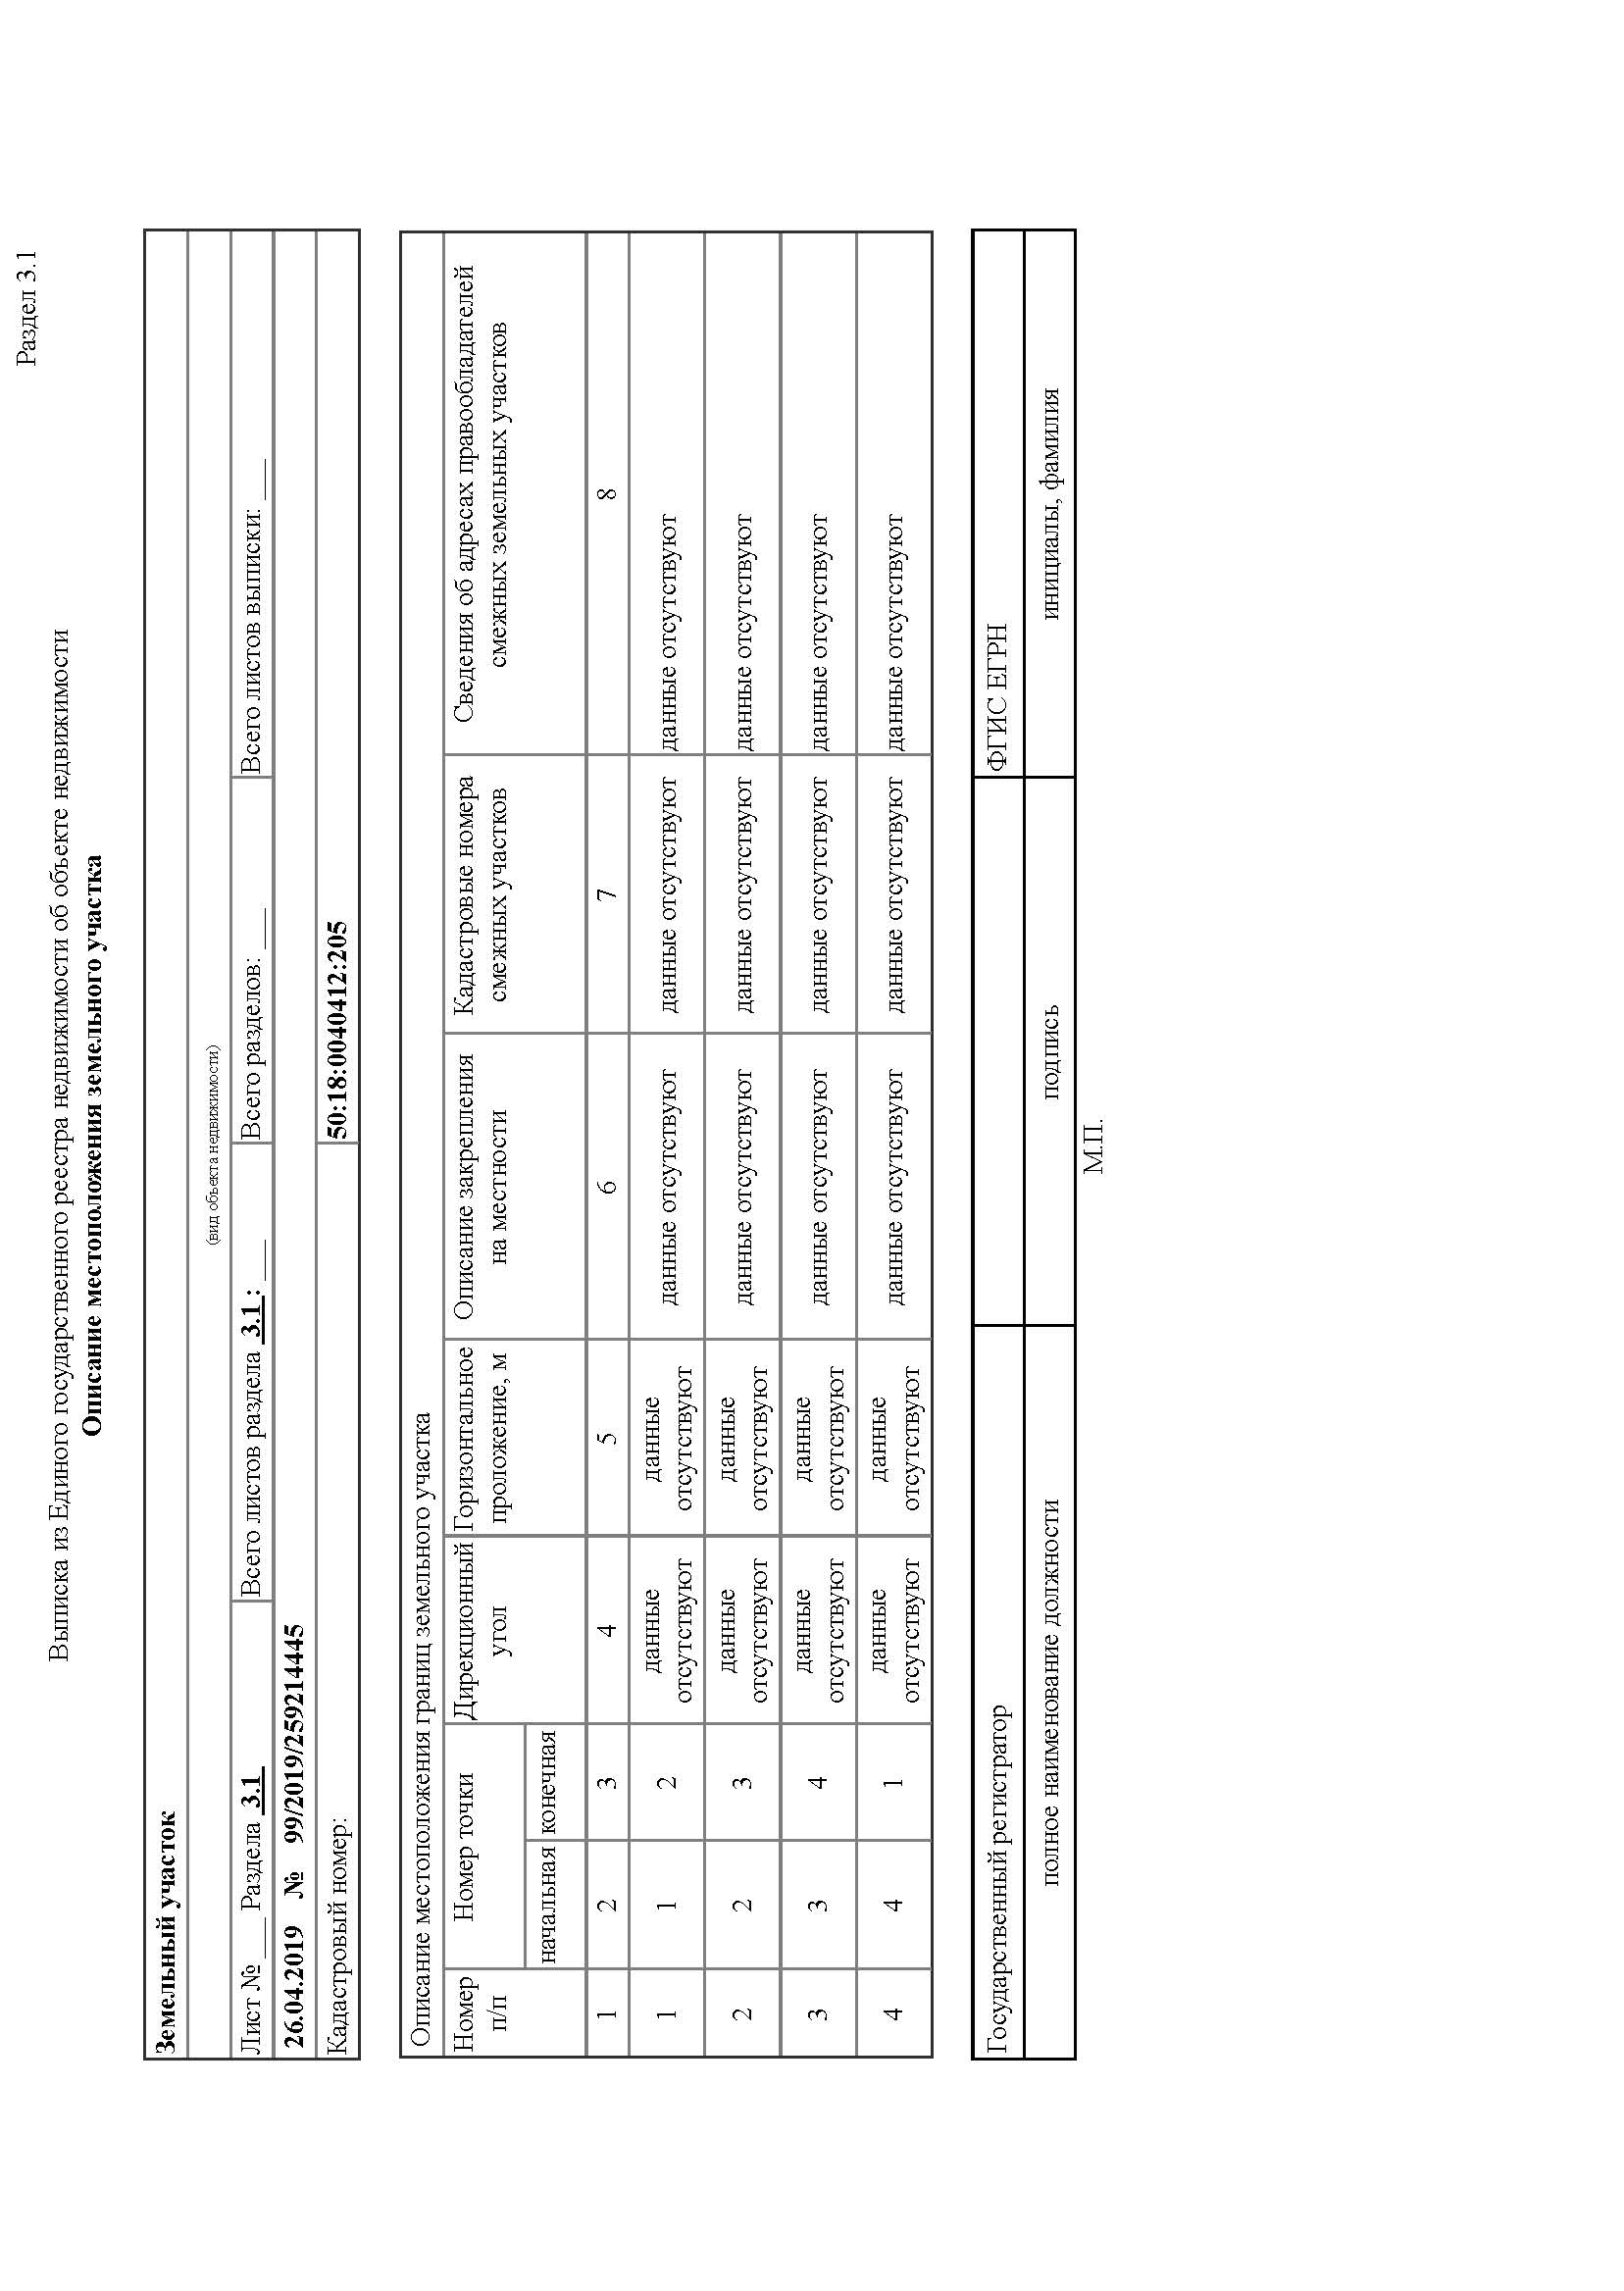 Раздел 3.1
Выписка из Единого государственного реестра недвижимости об объекте недвижимости
Описание местоположения земельного участка
Земельный участок
(вид объекта недвижимости)
Лист № ___ Раздела 3.1 Всего листов раздела 3.1 : ___ Всего разделов: ___ Всего листов выписки: ___
26.04.2019 № 99/2019/259214445
Кадастровый номер: 50:18:0040412:205
Описание местоположения границ земельного участка
Номер п/п
Номер точки
начальная
конечная
Дирекционный угол
Горизонтальное проложение, м
Описание закрепления на местности
Кадастровые номера смежных участков
Сведения об адресах правообладателей смежных земельных участков
1 2 3 4 5 6 7 8
1 1 2 данные отсутствуют данные отсутствуют данные отсутствуют данные отсутствуют данные отсутствуют
2 2 3 данные отсутствуют данные отсутствуют данные отсутствуют данные отсутствуют данные отсутствуют
3 3 4 данные отсутствуют данные отсутствуют данные отсутствуют данные отсутствуют данные отсутствуют
4 4 1 данные отсутствуют данные отсутствуют данные отсутствуют данные отсутствуют данные отсутствуют
Государственный регистратор ФГИС ЕГРН
полное наименование должности подпись инициалы, фамилия
М.П.